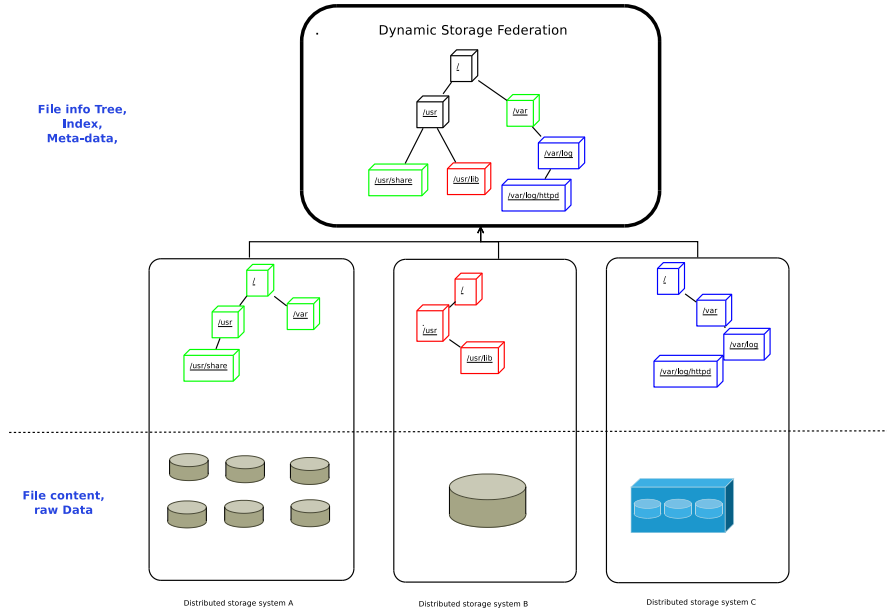 Dynamic Storage Federation
/
/usr
/var
/var/log
/usr/share
/usr/lib
/var/log/httpd
File info Tree,
Index,
Meta-data,
/
/usr
/var
/usr/share
/
/usr
/usr/lib
/
/var
/var/log
/var/log/httpd
File content,
raw Data
Distributed storage system A
Distributed storage system B
Distributed storage system C